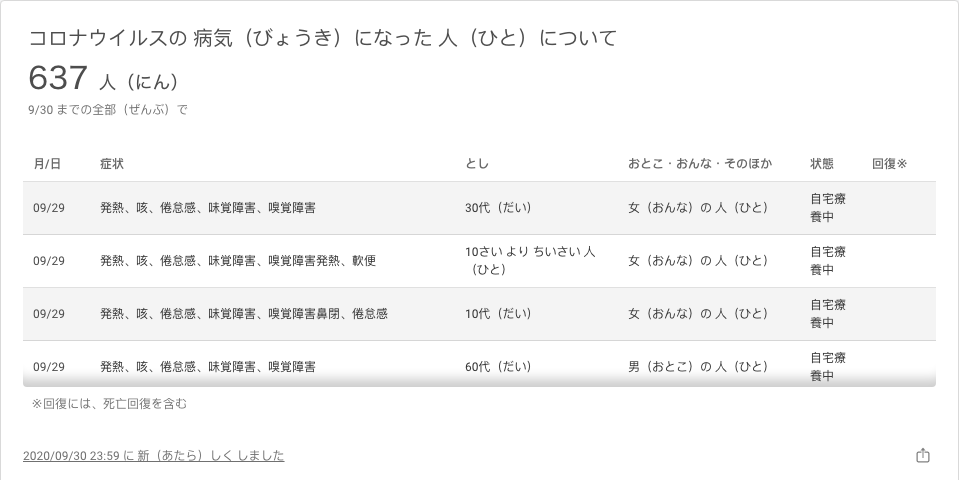 コロナウイルスの 病気（びょうき）になった 人（ひと）について
637 人（にん）
9/30 までの全部（ぜんぶ）で
月/日 症状 とし おとこ・おんな・そのほか 状態 回復※
09/29 発熱、咳、倦怠感、味覚障害、嗅覚障害 30代（だい） 女（おんな）の 人（ひと） 自宅療
養中
09/29 発熱、咳、倦怠感、味覚障害、嗅覚障害発熱、軟便 10さい より ちいさい 人
（ひと） 女（おんな）の 人（ひと） 自宅療
養中
09/29 発熱、咳、倦怠感、味覚障害、嗅覚障害鼻閉、倦怠感 10代（だい） 女（おんな）の 人（ひと） 自宅療
養中
09/29 発熱、咳、倦怠感、味覚障害、嗅覚障害 60代（だい） 男（おとこ）の 人（ひと） 自宅療
養中
※回復には、死亡回復を含む
2020/09/30 23:59 に 新（あたら）しく しました